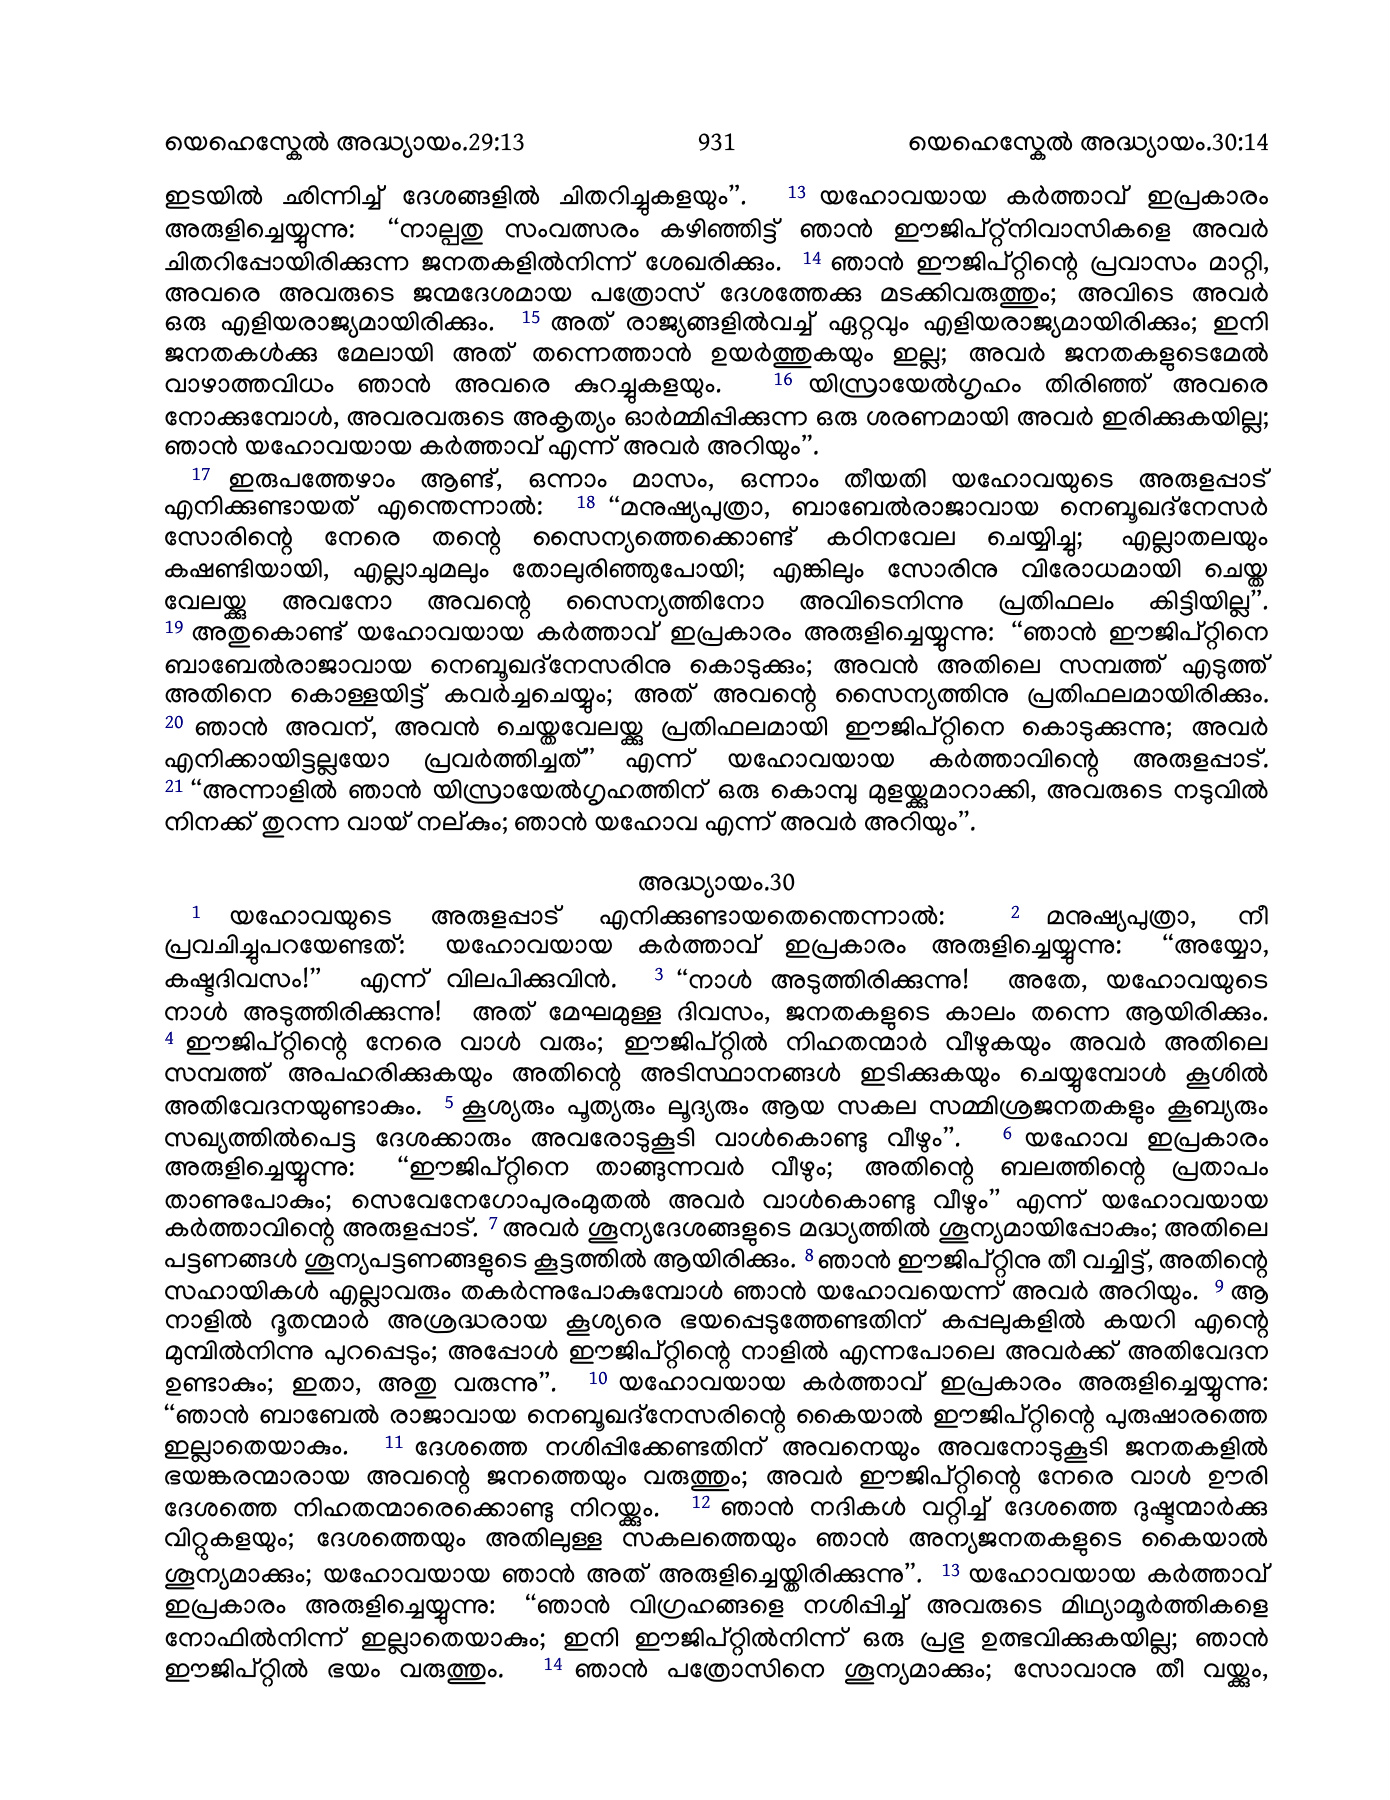 യെഹെസ്കേൽ അദ്ധ്യായം.29:13 931 യെഹെസ്കേൽ അദ്ധ്യായം.30:14
ഇടയിൽ ഛിന്നിച്ച് ദേശങ്ങളിൽ ചിതറിച്ചുകളയും”. 13 യഹോവയായ കർത്താവ് ഇപ്രകാരം
അരുളിച്ചെയ്യുന്നു: “നാല്പതു സംവത്സരം കഴിഞ്ഞിട്ട് ഞാൻ ഈജിപ്റ്റ്നിവാസികളെ അവർ
ചിതറിപ്പോയിരിക്കുന്ന ജനതകളിൽനിന്ന് ശേഖരിക്കും. 14 ഞാൻ ഈജിപ്റ്റിന്റെ പ്രവാസം മാറ്റി,
അവരെ അവരുടെ ജന്മദേശമായ പത്രോസ് ദേശത്തേക്കു മടക്കിവരുത്തും; അവിടെ അവർ
ഒരു എളിയരാജ്യമായിരിക്കും. 15 അത് രാജ്യങ്ങളിൽവച്ച് ഏറ്റവും എളിയരാജ്യമായിരിക്കും; ഇനി
ജനതകൾക്കു മേലായി അത് തന്നെത്താൻ ഉയർത്തുകയും ഇല്ല; അവർ ജനതകളുടെമേൽ
വാഴാത്തവിധം ഞാൻ അവരെ കുറച്ചുകളയും. 16 യിസ്രായേൽഗൃഹം തിരിഞ്ഞ് അവരെ
നോക്കുമ്പോൾ, അവരവരുടെ അകൃത്യം ഓർമ്മിപ്പിക്കുന്ന ഒരു ശരണമായി അവർ ഇരിക്കുകയില്ല;
ഞാൻ യഹോവയായ കർത്താവ് എന്ന് അവർ അറിയും”.
17 ഇരുപത്തേഴാം ആണ്ട്, ഒന്നാം മാസം, ഒന്നാം തീയതി യഹോവയുടെ അരുളപ്പാട്
എനിക്കുണ്ടായത് എന്തെന്നാൽ: 18 “മനുഷ്യപുത്രാ, ബാബേൽരാജാവായ നെബൂഖദ്നേസർ
സോരിന്റെ നേരെ തന്റെ സൈന്യത്തെക്കൊണ്ട് കഠിനവേല ചെയ്യിച്ചു; എല്ലാതലയും
കഷണ്ടിയായി, എല്ലാചുമലും തോലുരിഞ്ഞുപോയി; എങ്കിലും സോരിനു വിരോധമായി ചെയ്ത
വേലയ്ക്കു അവനോ അവന്റെ സൈന്യത്തിനോ അവിടെനിന്നു പ്രതിഫലം കിട്ടിയില്ല”.
19 അതുകൊണ്ട് യഹോവയായ കർത്താവ് ഇപ്രകാരം അരുളിച്ചെയ്യുന്നു: “ഞാൻ ഈജിപ്റ്റിനെ
ബാബേൽരാജാവായ നെബൂഖദ്നേസരിനു കൊടുക്കും; അവൻ അതിലെ സമ്പത്ത് എടുത്ത്
അതിനെ കൊള്ളയിട്ട് കവർച്ചചെയ്യും; അത് അവന്റെ സൈന്യത്തിനു പ്രതിഫലമായിരിക്കും.
20 ഞാൻ അവന്, അവൻ ചെയ്തവേലയ്ക്കു പ്രതിഫലമായി ഈജിപ്റ്റിനെ കൊടുക്കുന്നു; അവർ
എനിക്കായിട്ടല്ലയോ പ്രവർത്തിച്ചത്” എന്ന് യഹോവയായ കർത്താവിന്റെ അരുളപ്പാട്.
21 “അന്നാളിൽ ഞാൻ യിസ്രായേൽഗൃഹത്തിന് ഒരു കൊമ്പു മുളയ്ക്കുമാറാക്കി, അവരുടെ നടുവിൽ
നിനക്ക് തുറന്ന വായ് നല്കും; ഞാൻ യഹോവ എന്ന് അവർ അറിയും”.
അദ്ധ്യായം.30
1 യഹോവയുടെ അരുളപ്പാട് എനിക്കുണ്ടായതെന്തെന്നാൽ: 2 മനുഷ്യപുത്രാ, നീ
പ്രവചിച്ചുപറയേണ്ടത്: യഹോവയായ കർത്താവ് ഇപ്രകാരം അരുളിച്ചെയ്യുന്നു: “അയ്യോ,
കഷ്ടദിവസം!” എന്ന് വിലപിക്കുവിൻ. 3 “നാൾ അടുത്തിരിക്കുന്നു! അതേ, യഹോവയുടെ
നാൾ അടുത്തിരിക്കുന്നു! അത് മേഘമുള്ള ദിവസം, ജനതകളുടെ കാലം തന്നെ ആയിരിക്കും.
4 ഈജിപ്റ്റിന്റെ നേരെ വാൾ വരും; ഈജിപ്റ്റിൽ നിഹതന്മാർ വീഴുകയും അവർ അതിലെ
സമ്പത്ത് അപഹരിക്കുകയും അതിന്റെ അടിസ്ഥാനങ്ങൾ ഇടിക്കുകയും ചെയ്യുമ്പോൾ കൂശിൽ
അതിവേദനയുണ്ടാകും. 5 കൂശ്യരും പൂത്യരും ലൂദ്യരും ആയ സകല സമ്മിശ്രജനതകളും കൂബ്യരും
സഖ്യത്തിൽപെട്ട ദേശക്കാരും അവരോടുകൂടി വാൾകൊണ്ടു വീഴും”. 6 യഹോവ ഇപ്രകാരം
അരുളിച്ചെയ്യുന്നു: “ഈജിപ്റ്റിനെ താങ്ങുന്നവർ വീഴും; അതിന്റെ ബലത്തിന്റെ പ്രതാപം
താണുപോകും; സെവേനേഗോപുരംമുതൽ അവർ വാൾകൊണ്ടു വീഴും” എന്ന് യഹോവയായ
കർത്താവിന്റെ അരുളപ്പാട്. 7 അവർ ശൂന്യദേശങ്ങളുടെ മദ്ധ്യത്തിൽ ശൂന്യമായിപ്പോകും; അതിലെ
പട്ടണങ്ങൾ ശൂന്യപട്ടണങ്ങളുടെ കൂട്ടത്തിൽ ആയിരിക്കും. 8 ഞാൻ ഈജിപ്റ്റിനു തീ വച്ചിട്ട്, അതിന്റെ
സഹായികൾ എല്ലാവരും തകർന്നുപോകുമ്പോൾ ഞാൻ യഹോവയെന്ന് അവർ അറിയും. 9 ആ
നാളിൽ ദൂതന്മാർ അശ്രദ്ധരായ കൂശ്യരെ ഭയപ്പെടുത്തേണ്ടതിന് കപ്പലുകളിൽ കയറി എന്റെ
മുമ്പിൽനിന്നു പുറപ്പെടും; അപ്പോൾ ഈജിപ്റ്റിന്റെ നാളിൽ എന്നപോലെ അവർക്ക് അതിവേദന
ഉണ്ടാകും; ഇതാ, അതു വരുന്നു”. 10 യഹോവയായ കർത്താവ് ഇപ്രകാരം അരുളിച്ചെയ്യുന്നു:
“ഞാൻ ബാബേൽ രാജാവായ നെബൂഖദ്നേസരിന്റെ കൈയാൽ ഈജിപ്റ്റിന്റെ പുരുഷാരത്തെ
ഇല്ലാതെയാകും. 11 ദേശത്തെ നശിപ്പിക്കേണ്ടതിന് അവനെയും അവനോടുകൂടി ജനതകളിൽ
ഭയങ്കരന്മാരായ അവന്റെ ജനത്തെയും വരുത്തും; അവർ ഈജിപ്റ്റിന്റെ നേരെ വാൾ ഊരി
ദേശത്തെ നിഹതന്മാരെക്കൊണ്ടു നിറയ്ക്കും. 12 ഞാൻ നദികൾ വറ്റിച്ച് ദേശത്തെ ദുഷ്ടന്മാർക്കു
വിറ്റുകളയും; ദേശത്തെയും അതിലുള്ള സകലത്തെയും ഞാൻ അന്യജനതകളുടെ കൈയാൽ
ശൂന്യമാക്കും; യഹോവയായ ഞാൻ അത് അരുളിച്ചെയ്തിരിക്കുന്നു”. 13 യഹോവയായ കർത്താവ്
ഇപ്രകാരം അരുളിച്ചെയ്യുന്നു: “ഞാൻ വിഗ്രഹങ്ങളെ നശിപ്പിച്ച് അവരുടെ മിഥ്യാമൂർത്തികളെ
നോഫിൽനിന്ന് ഇല്ലാതെയാകും; ഇനി ഈജിപ്റ്റിൽനിന്ന് ഒരു പ്രഭു ഉത്ഭവിക്കുകയില്ല; ഞാൻ
ഈജിപ്റ്റിൽ ഭയം വരുത്തും. 14 ഞാൻ പത്രോസിനെ ശൂന്യമാക്കും; സോവാനു തീ വയ്ക്കും,